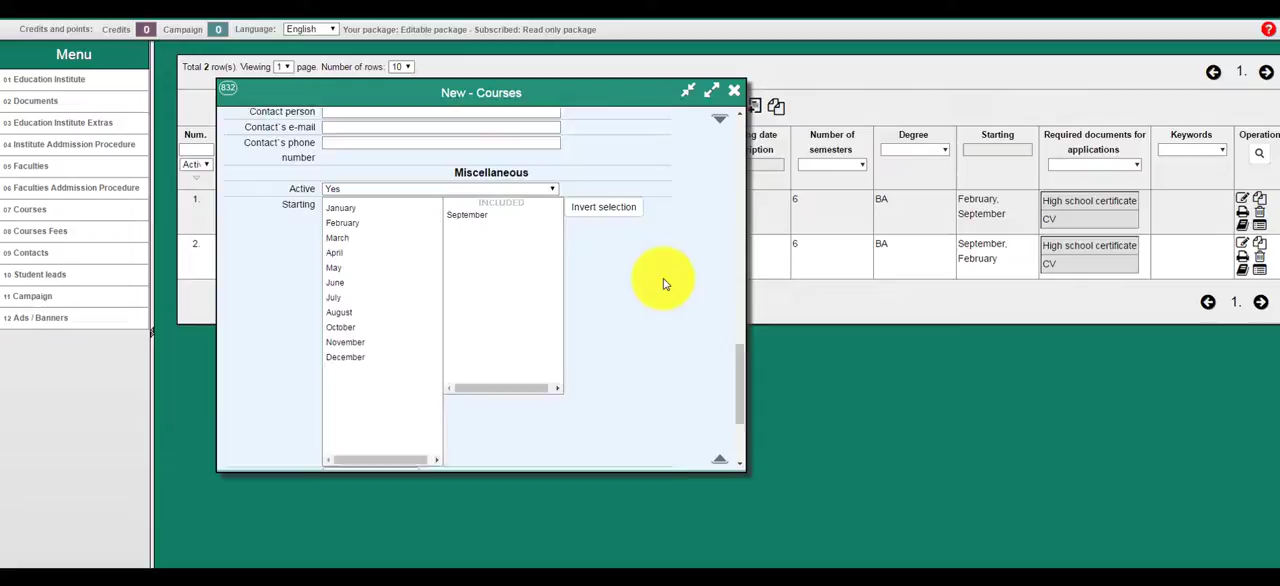 Credits and points: Credits 0 Campaign 0 Language: English Your package: Editable package - Subscribed: Read only package ?
Menu
01 Education Institute
02 Documents
03 Education Institute Extras
04 Institute Addmission Procedure
05 Faculties
06 Faculties Addmission Procedure
07 Courses
08 Courses Fees
09 Contacts
10 Student leads
11 Campaign
12 Ads / Banners
Total 2 row(s). Viewing 1 page. Number of rows: 10
1.
832
New - Courses
Contact person
Contact`s e-mail
Contact`s phone
number
Miscellaneous
Active Yes
Starting
January
February
March
April
May
June
July
August
October
November
December
INCLUDED
September
Invert selection
Num.
Number of
semesters
Degree
Starting
Required documents for
applications
Keywords
Operation
1.
6
BA
February,
September
High school certificate
CV
2.
6
BA
September,
February
High school certificate
CV
1.